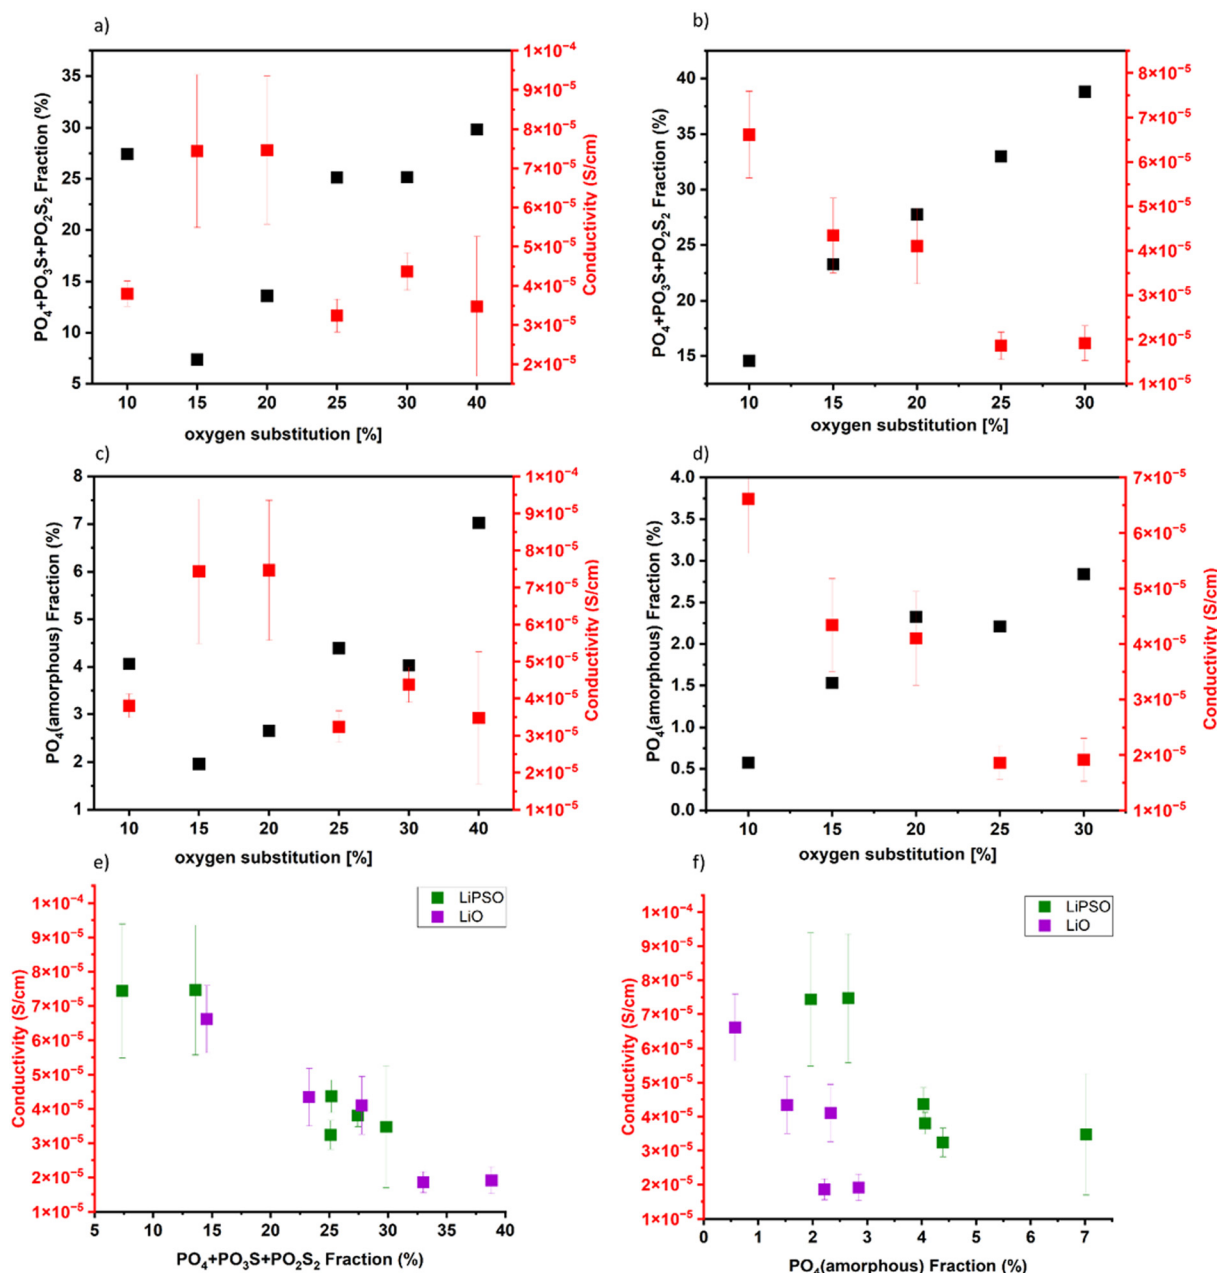 a)
PO₄+PO₃S+PO₂S₂ Fraction (%)
35
30
25
20
15
10
5
10 15 20 25 30 40
oxygen substitution [%]
1×10⁻⁴
9×10⁻⁵
8×10⁻⁵
7×10⁻⁵
6×10⁻⁵
5×10⁻⁵
4×10⁻⁵
3×10⁻⁵
2×10⁻⁵
Conductivity (S/cm)
b)
PO₄+PO₃S+PO₂S₂ Fraction (%)
40
35
30
25
20
15
10 15 20 25 30
oxygen substitution [%]
8×10⁻⁵
7×10⁻⁵
6×10⁻⁵
5×10⁻⁵
4×10⁻⁵
3×10⁻⁵
2×10⁻⁵
1×10⁻⁵
Conductivity (S/cm)
c)
PO₄(amorphous) Fraction (%)
8
7
6
5
4
3
2
1
10 15 20 25 30 40
oxygen substitution [%]
1×10⁻⁴
9×10⁻⁵
8×10⁻⁵
7×10⁻⁵
6×10⁻⁵
5×10⁻⁵
4×10⁻⁵
3×10⁻⁵
2×10⁻⁵
1×10⁻⁵
Conductivity (S/cm)
d)
PO₄(amorphous) Fraction (%)
4.0
3.5
3.0
2.5
2.0
1.5
1.0
0.5
0.0
10 15 20 25 30
oxygen substitution [%]
7×10⁻⁵
6×10⁻⁵
5×10⁻⁵
4×10⁻⁵
3×10⁻⁵
2×10⁻⁵
1×10⁻⁵
Conductivity (S/cm)
e)
LiPSO
LiO
Conductivity (S/cm)
1×10⁻⁴
9×10⁻⁵
8×10⁻⁵
7×10⁻⁵
6×10⁻⁵
5×10⁻⁵
4×10⁻⁵
3×10⁻⁵
2×10⁻⁵
1×10⁻⁵
5 10 15 20 25 30 35 40
PO₄+PO₃S+PO₂S₂ Fraction (%)
f)
LiPSO
LiO
Conductivity (S/cm)
1×10⁻⁴
9×10⁻⁵
8×10⁻⁵
7×10⁻⁵
6×10⁻⁵
5×10⁻⁵
4×10⁻⁵
3×10⁻⁵
2×10⁻⁵
1×10⁻⁵
0 1 2 3 4 5 6 7
PO₄(amorphous) Fraction (%)